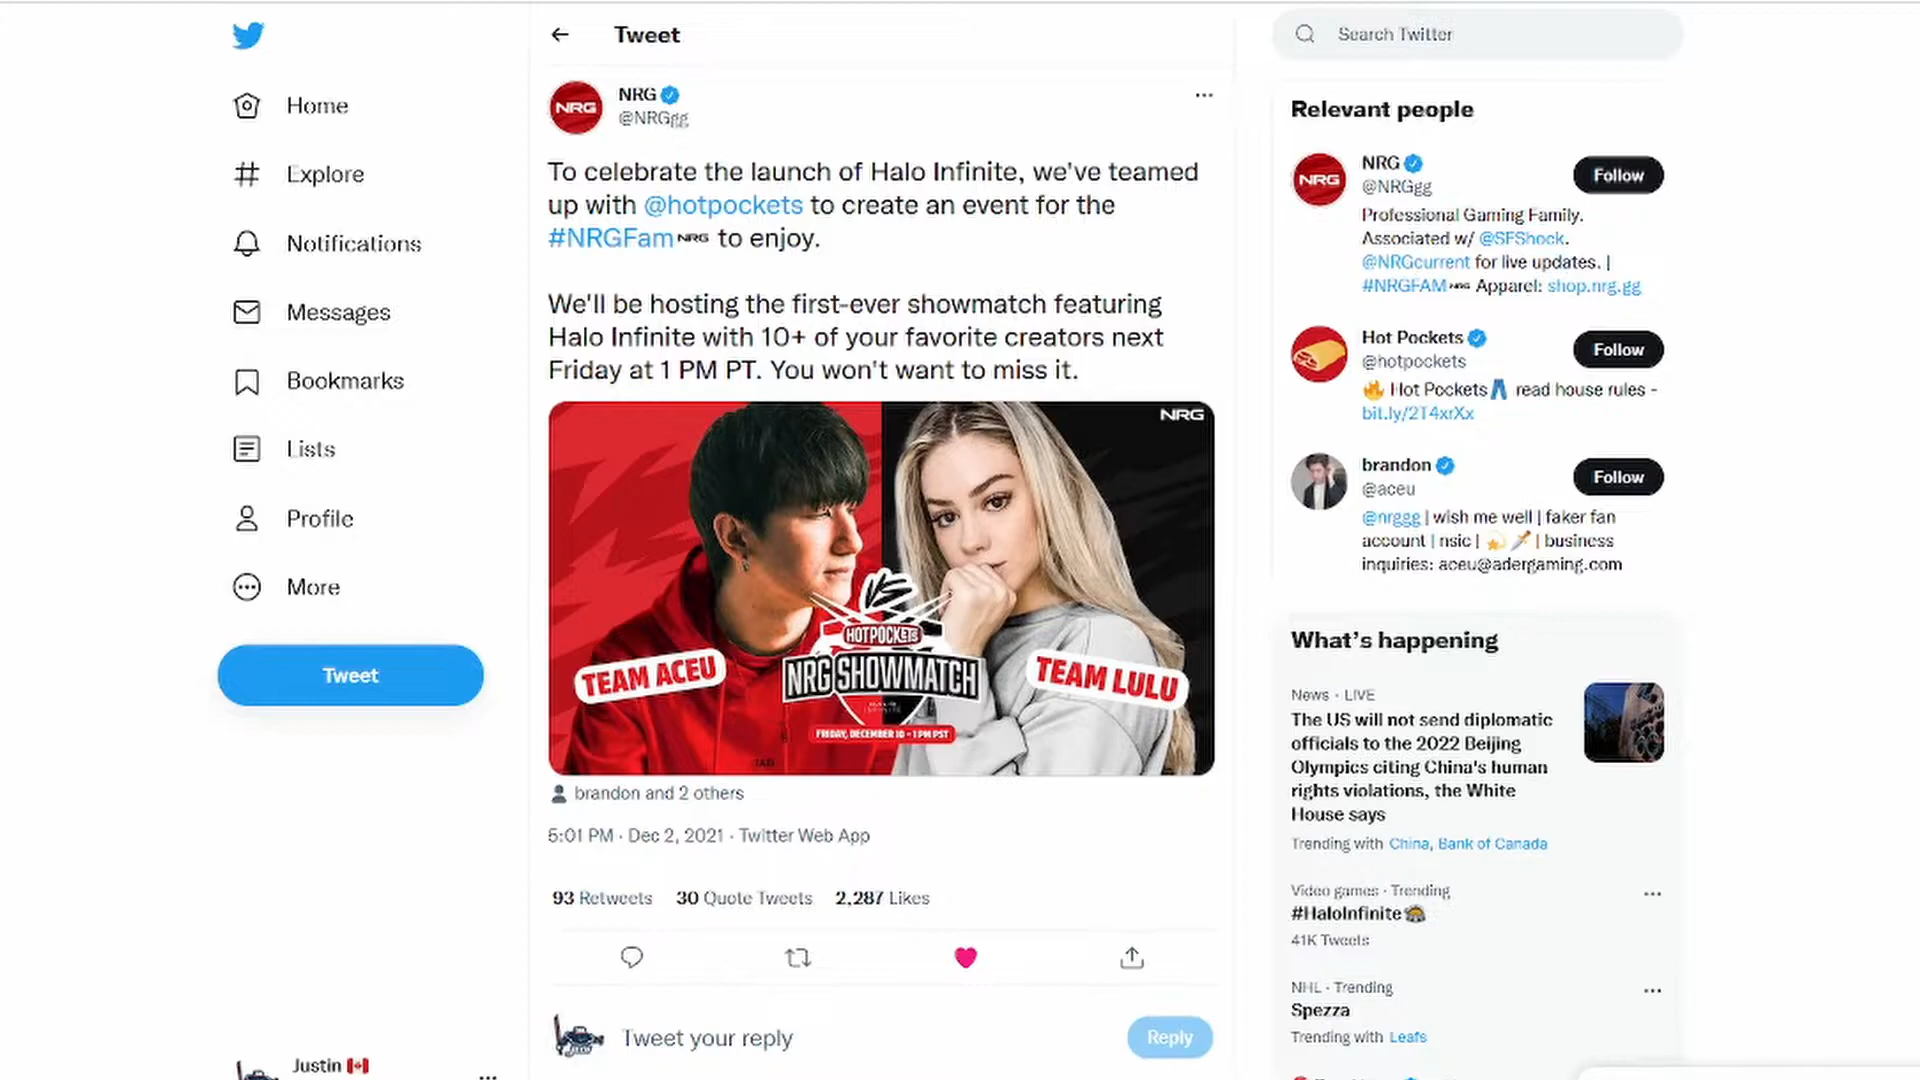 Home
Explore
Notifications
Messages
Bookmarks
Lists
Profile
More
Tweet
Justin
Tweet
NRG
NRG
@NRGgg
To celebrate the launch of Halo Infinite, we've teamed
up with @hotpockets to create an event for the
#NRGFam NRG to enjoy.
We'll be hosting the first-ever showmatch featuring
Halo Infinite with 10+ of your favorite creators next
Friday at 1 PM PT. You won't want to miss it.
NRG
VS
HOT POCKETS
TEAM ACEU
NRG SHOWMATCH
TEAM LULU
FRIDAY, DECEMBER 10 - 1 PM PST
brandon and 2 others
5:01 PM · Dec 2, 2021 · Twitter Web App
93 Retweets 30 Quote Tweets 2,287 Likes
Tweet your reply
Reply
Search Twitter
Relevant people
NRG
NRG
@NRGgg
Follow
Professional Gaming Family.
Associated w/ @SFShock.
@NRGcurrent for live updates. |
#NRGFAM NRG Apparel: shop.nrg.gg
Hot Pockets
@hotpockets
Follow
🔥 Hot Pockets👖 read house rules -
bit.ly/2T4xrXx
brandon
@aceu
Follow
@nrggg | wish me well | faker fan
account | nsic | 💫🗡️ | business
inquiries: aceu@adergaming.com
What's happening
News · LIVE
The US will not send diplomatic
officials to the 2022 Beijing
Olympics citing China's human
rights violations, the White
House says
Trending with China, Bank of Canada
Video games · Trending
#HaloInfinite
41K Tweets
NHL · Trending
Spezza
Trending with Leafs